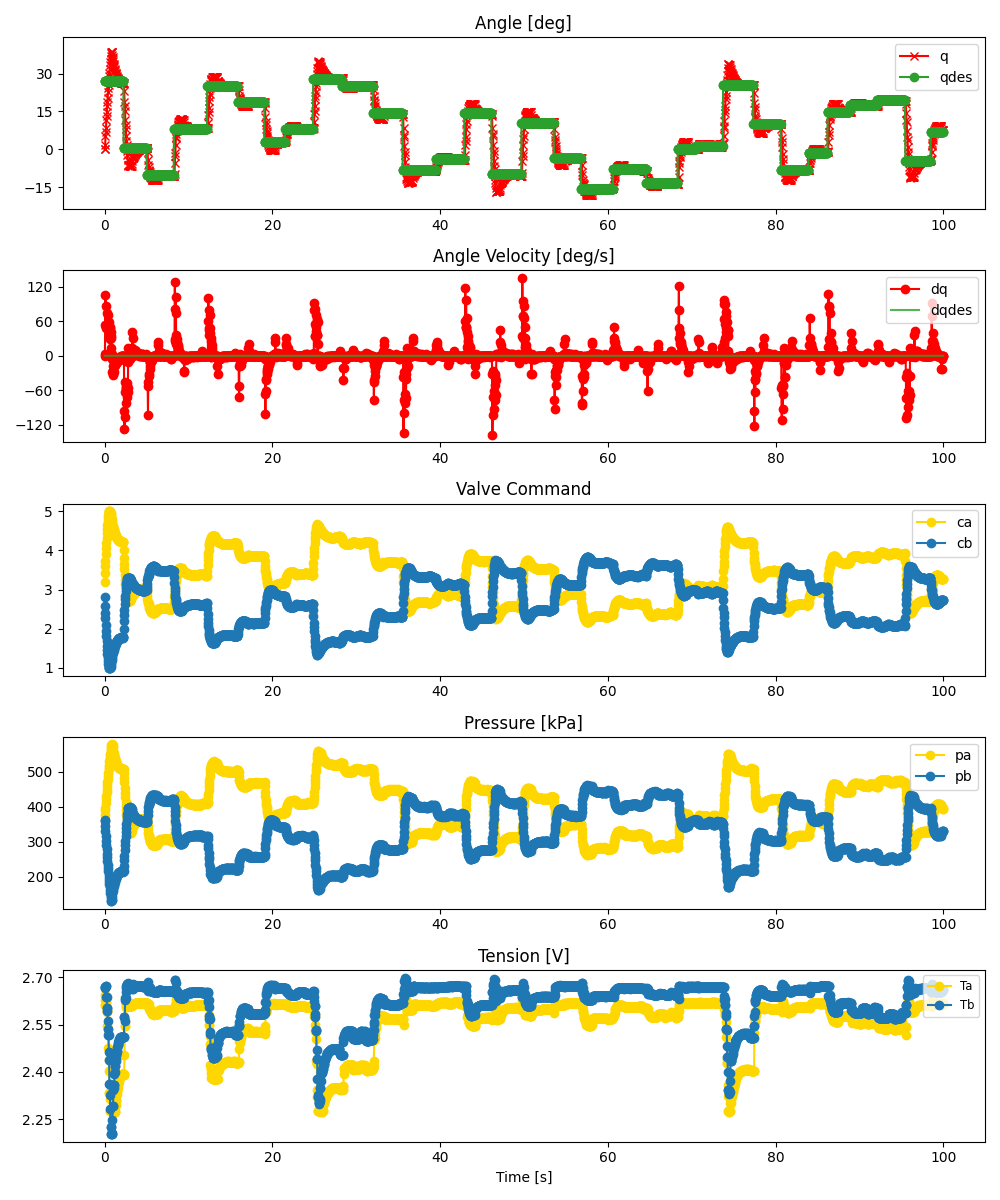 Angle [deg]
30
15
0
−15
q
qdes
0 20 40 60 80 100
Angle Velocity [deg/s]
120
60
0
−60
−120
dq
dqdes
0 20 40 60 80 100
Valve Command
5
4
3
2
1
ca
cb
0 20 40 60 80 100
Pressure [kPa]
500
400
300
200
pa
pb
0 20 40 60 80 100
Tension [V]
2.70
2.55
2.40
2.25
Ta
Tb
0 20 40 60 80 100
Time [s]